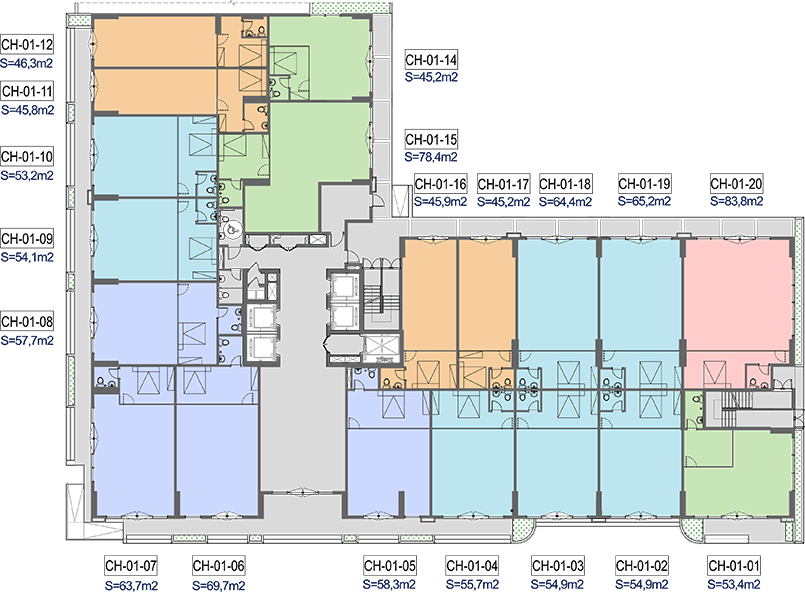 CH-01-12
S=46,3m2
CH-01-11
S=45,8m2
CH-01-10
S=53,2m2
CH-01-09
S=54,1m2
CH-01-08
S=57,7m2
CH-01-14
S=45,2m2
CH-01-15
S=78,4m2
CH-01-16
S=45,9m2
CH-01-17
S=45,2m2
CH-01-18
S=64,4m2
CH-01-19
S=65,2m2
CH-01-20
S=83,8m2
CH-01-07
S=63,7m2
CH-01-06
S=69,7m2
CH-01-05
S=58,3m2
CH-01-04
S=55,7m2
CH-01-03
S=54,9m2
CH-01-02
S=54,9m2
CH-01-01
S=53,4m2